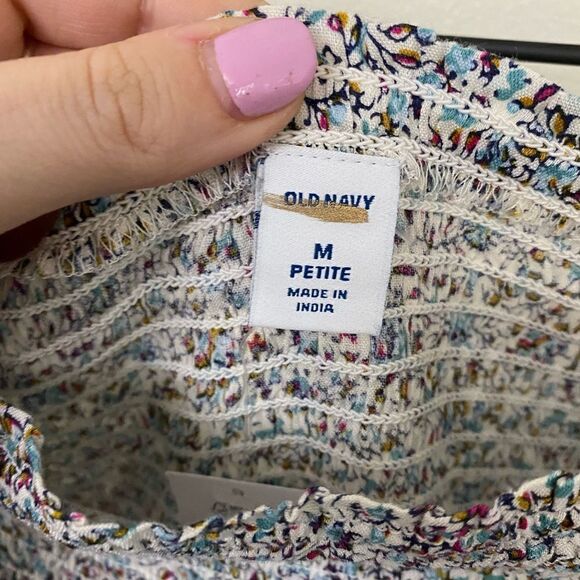 OLD NAVY
M
PETITE
MADE IN
INDIA